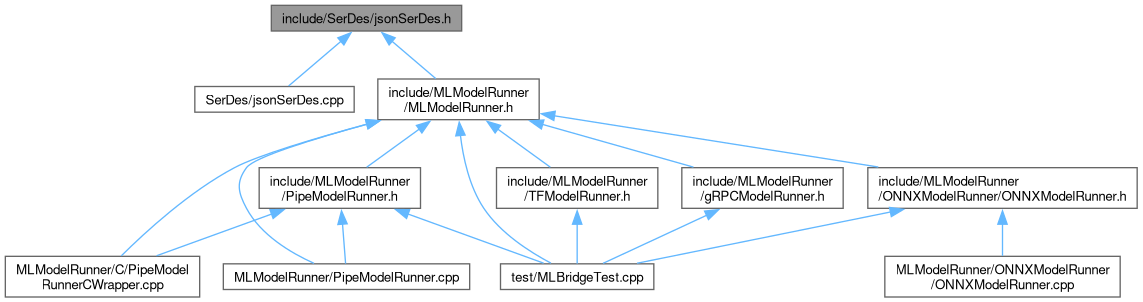 include/SerDes/jsonSerDes.h
SerDes/jsonSerDes.cpp
include/MLModelRunner
/MLModelRunner.h
include/MLModelRunner
/PipeModelRunner.h
include/MLModelRunner
/TFModelRunner.h
include/MLModelRunner
/gRPCModelRunner.h
include/MLModelRunner
/ONNXModelRunner/ONNXModelRunner.h
MLModelRunner/C/PipeModel
RunnerCWrapper.cpp
MLModelRunner/PipeModelRunner.cpp
test/MLBridgeTest.cpp
MLModelRunner/ONNXModelRunner
/ONNXModelRunner.cpp